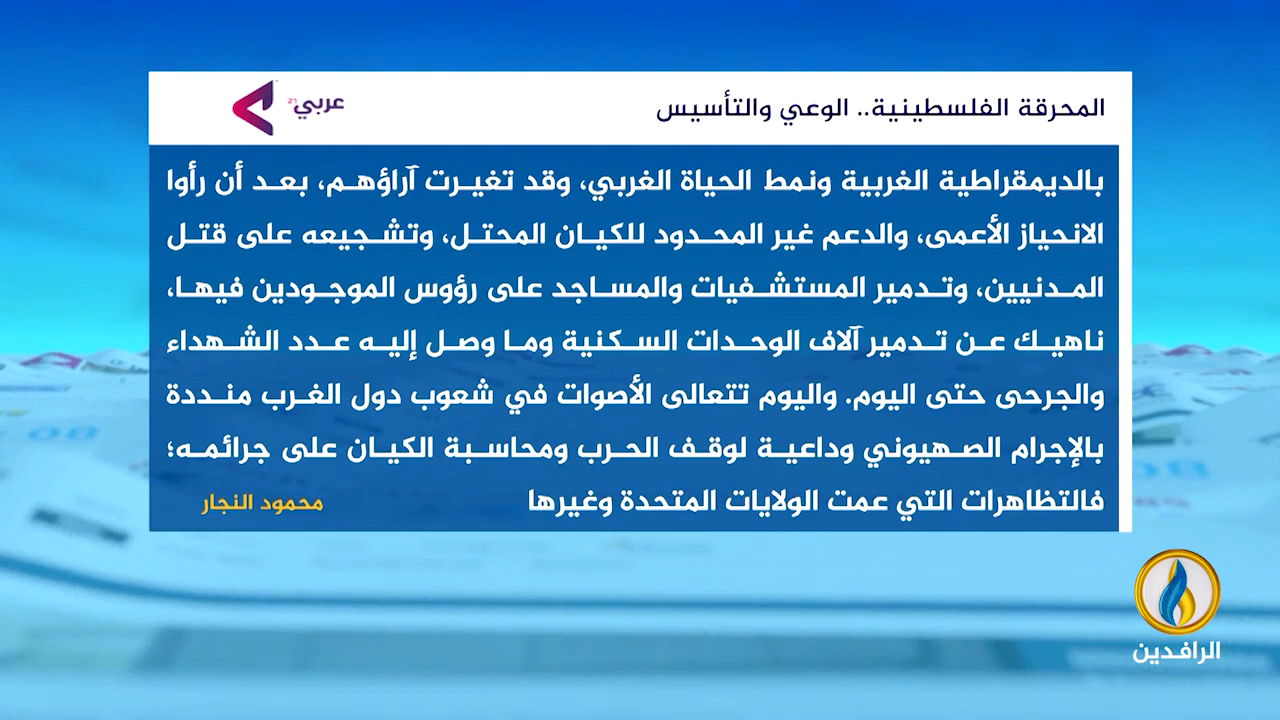 المحرقة الفلسطينية.. الوعي والتأسيس
عربي21
بالديمقراطية الغربية ونمط الحياة الغربي، وقد تغيرت آراؤهم، بعد أن رأوا
الانحياز الأعمى، والدعم غير المحدود للكيان المحتل، وتشجيعه على قتل
المدنيين، وتدمير المستشفيات والمساجد على رؤوس الموجودين فيها،
ناهيك عن تدمير آلاف الوحدات السكنية وما وصل إليه عدد الشهداء
والجرحى حتى اليوم. واليوم تتعالى الأصوات في شعوب دول الغرب منددة
بالإجرام الصهيوني وداعية لوقف الحرب ومحاسبة الكيان على جرائمه؛
فالتظاهرات التي عمت الولايات المتحدة وغيرها
محمود النجار
الرافدين